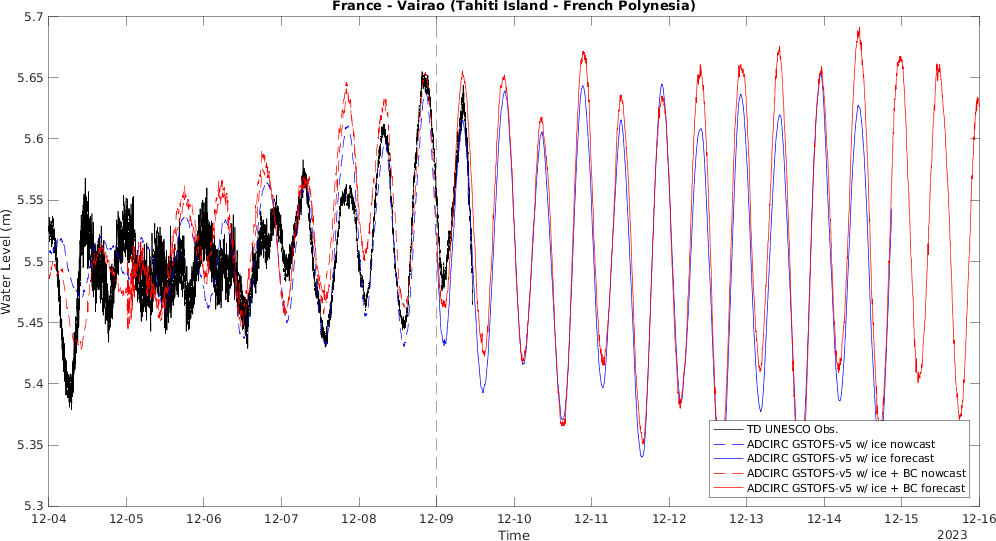 France - Vairao (Tahiti Island - French Polynesia)
5.7
5.65
5.6
5.55
5.5
5.45
5.4
5.35
5.3
Water Level (m)
TD UNESCO Obs.
ADCIRC GSTOFS-v5 w/ ice nowcast
ADCIRC GSTOFS-v5 w/ ice forecast
ADCIRC GSTOFS-v5 w/ ice + BC nowcast
ADCIRC GSTOFS-v5 w/ ice + BC forecast
12-04 12-05 12-06 12-07 12-08 12-09 12-10 12-11 12-12 12-13 12-14 12-15 12-16
Time
2023